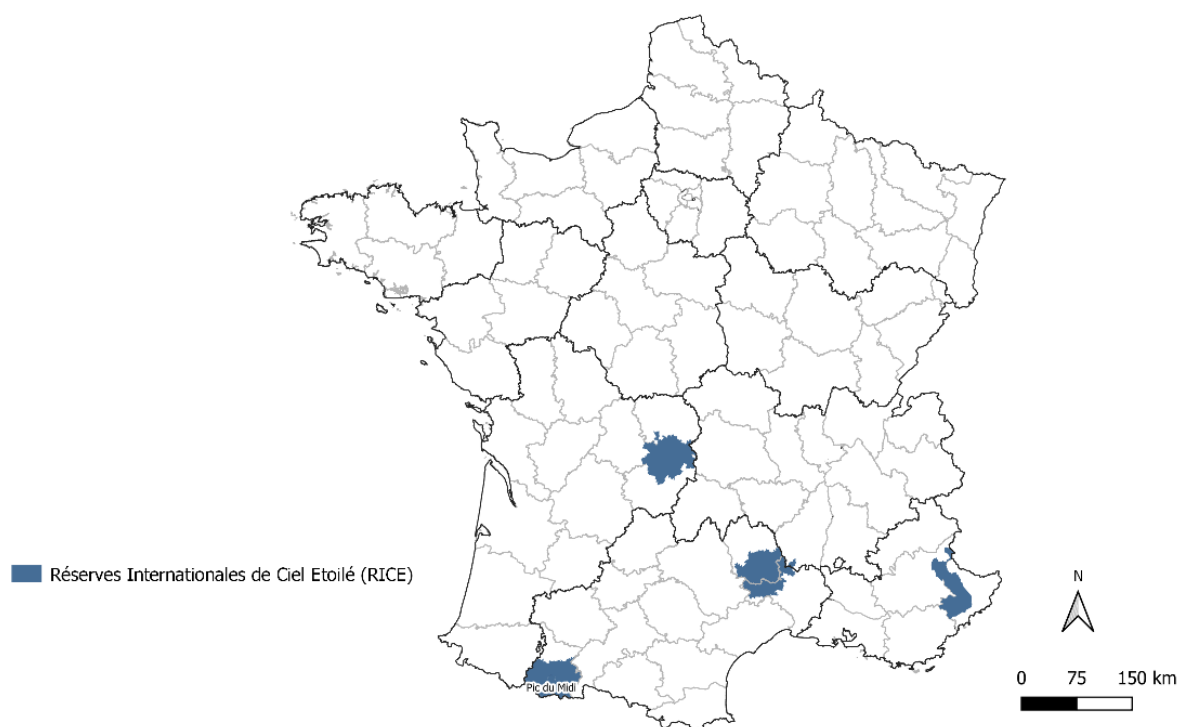 Réserves Internationales de Ciel Etoilé (RICE)
Pic du Midi
N
0 75 150 km